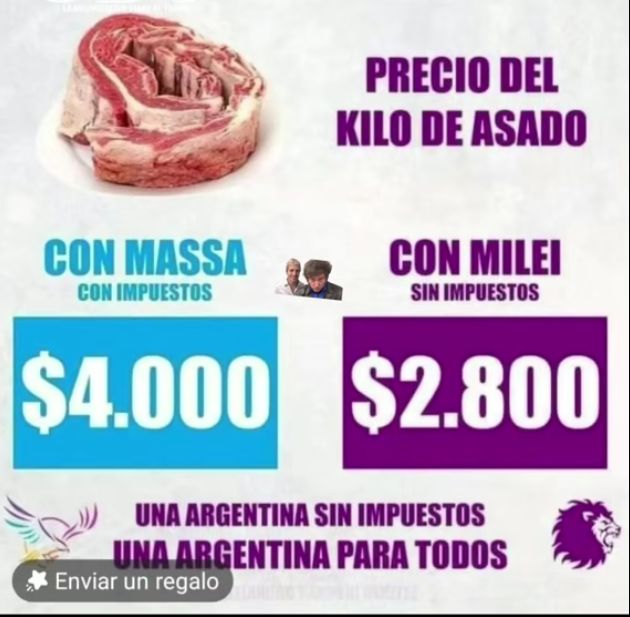 PRECIO DEL
KILO DE ASADO
CON MASSA
CON IMPUESTOS
$4.000
CON MILEI
SIN IMPUESTOS
$2.800
UNA ARGENTINA SIN IMPUESTOS
UNA ARGENTINA PARA TODOS
Enviar un regalo